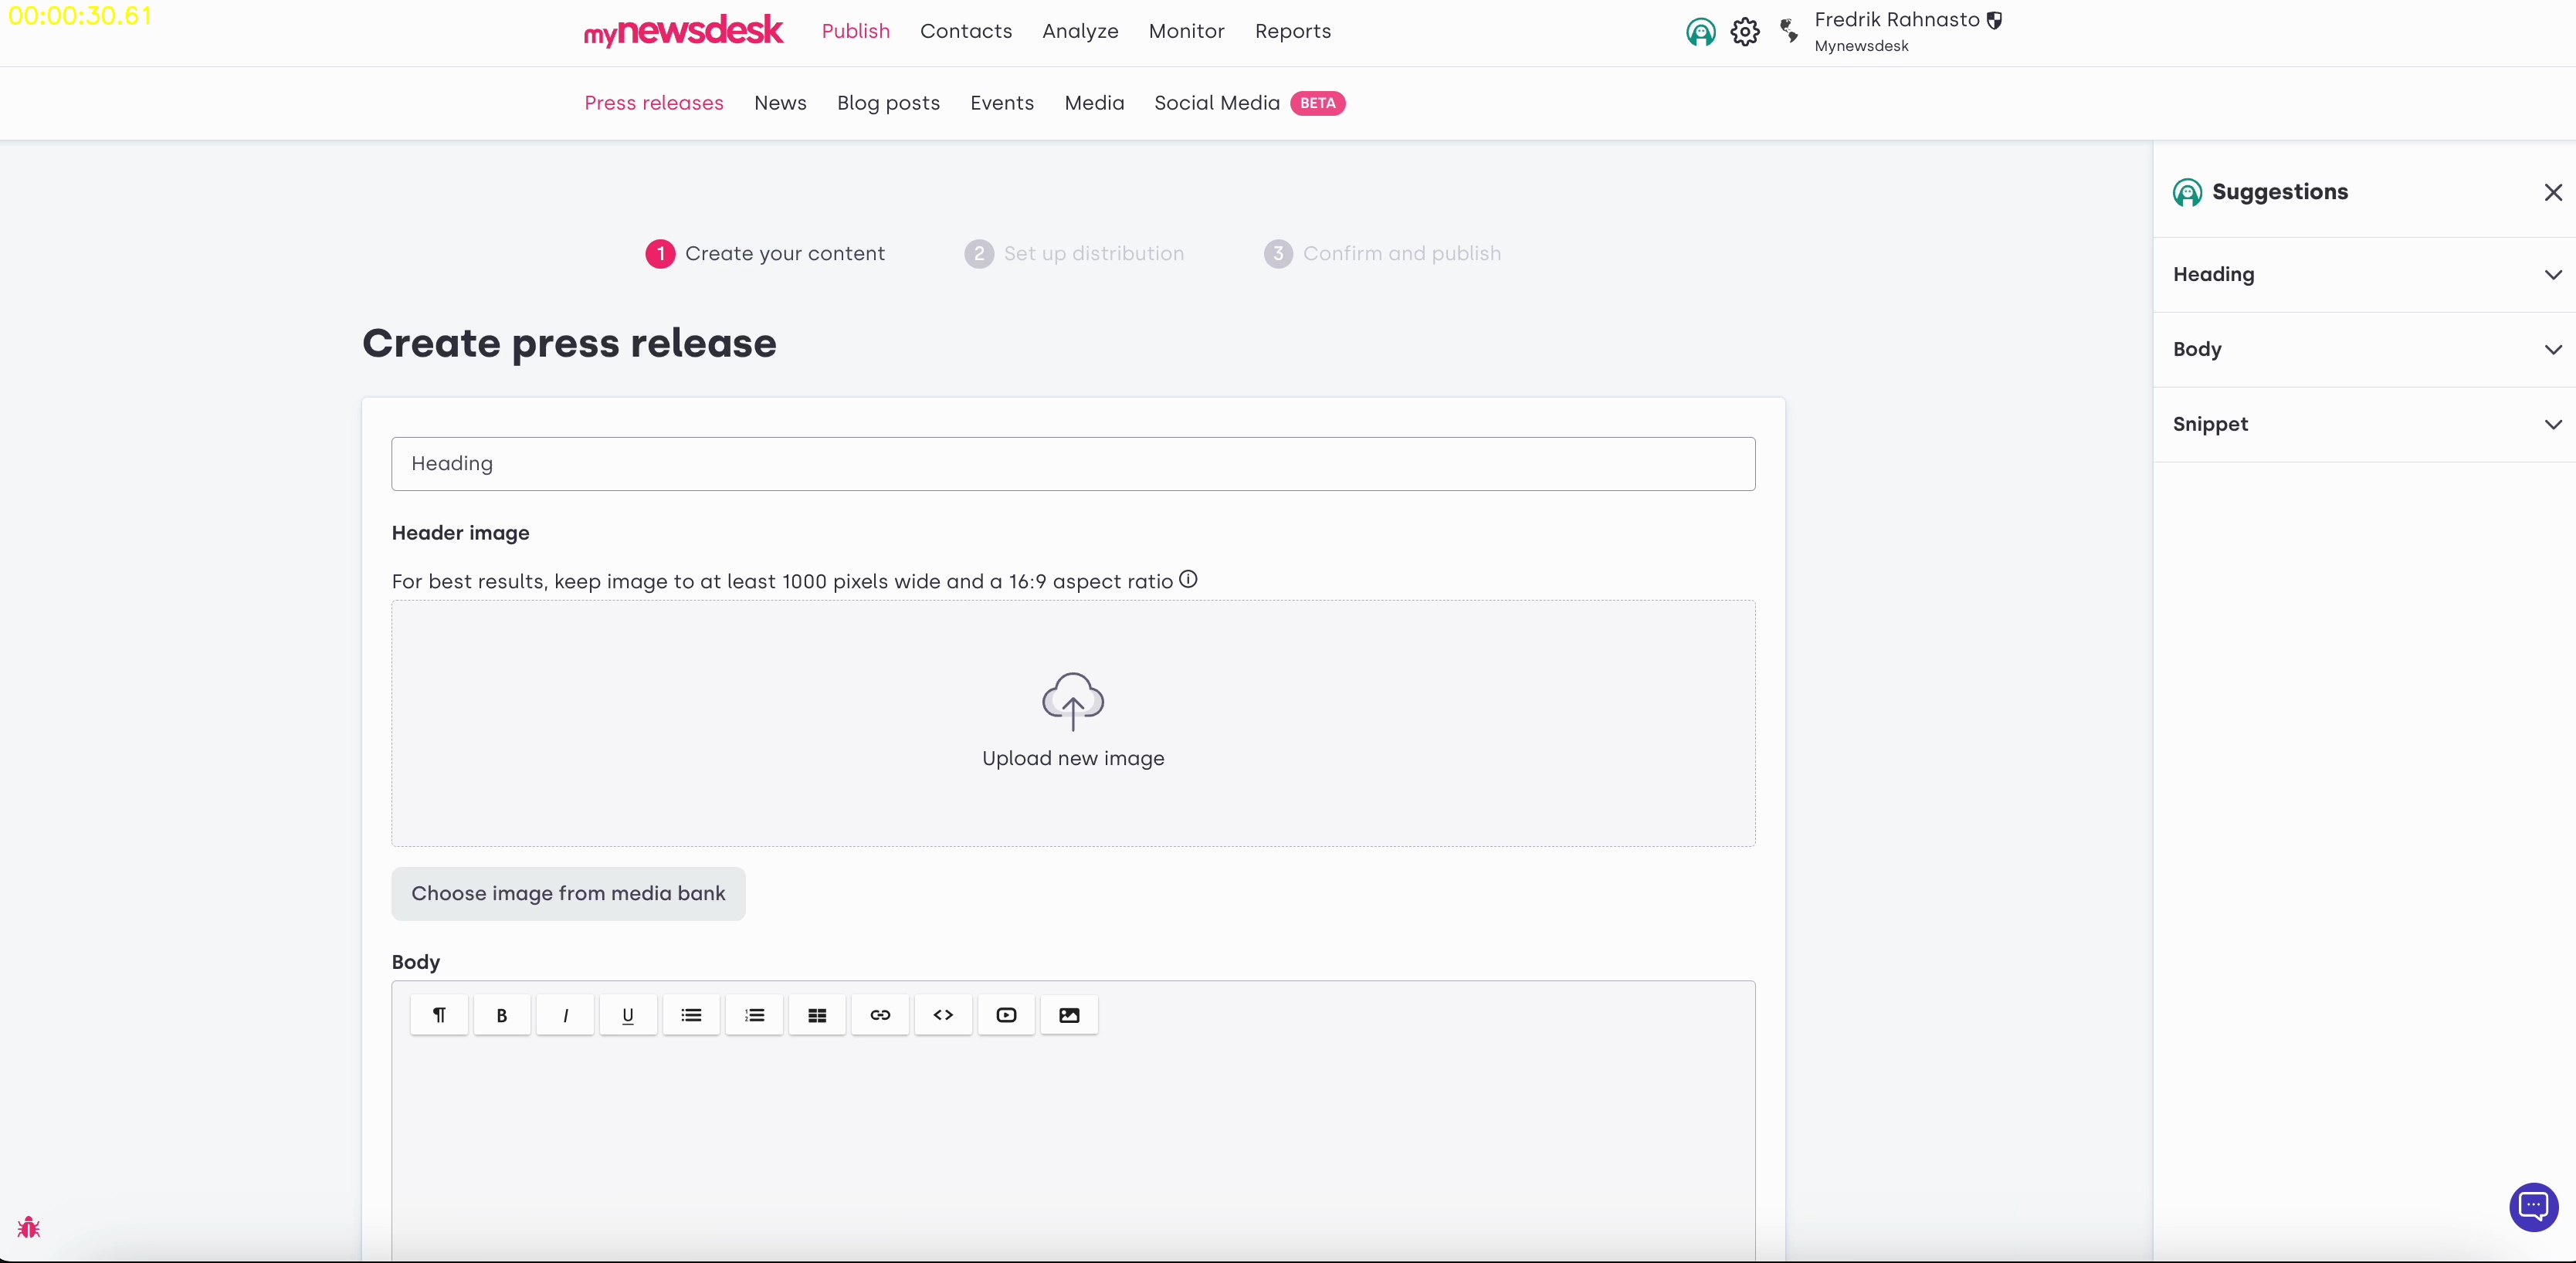 00:00:30.61
mynewsdesk Publish Contacts Analyze Monitor Reports
Fredrik Rahnasto
Mynewsdesk
Press releases News Blog posts Events Media Social Media BETA
Suggestions
Heading
Body
Snippet
1 Create your content 2 Set up distribution 3 Confirm and publish
Create press release
Heading
Header image
For best results, keep image to at least 1000 pixels wide and a 16:9 aspect ratio
Upload new image
Choose image from media bank
Body
¶ B I U